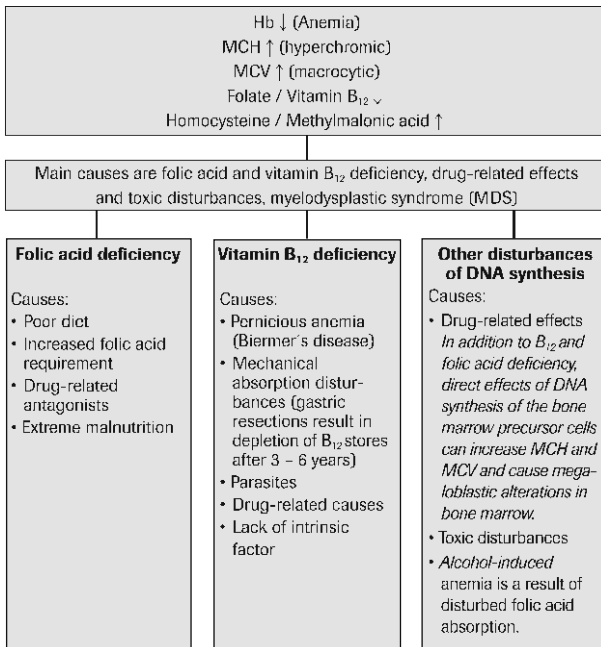 Hb ↓ (Anemia)
MCH ↑ (hyperchromic)
MCV ↑ (macrocytic)
Folate / Vitamin B₁₂ ↓
Homocysteine / Methylmalonic acid ↑
Main causes are folic acid and vitamin B₁₂ deficiency, drug-related effects
and toxic disturbances, myelodysplastic syndrome (MDS)
Folic acid deficiency
Causes:
• Poor diet
• Increased folic acid
requirement
• Drug-related
antagonists
• Extreme malnutrition
Vitamin B₁₂ deficiency
Causes:
• Pernicious anemia
(Biermer´s disease)
• Mechanical
absorption distur-
bances (gastric
resections result in
depletion of B₁₂ stores
after 3 – 6 years)
• Parasites
• Drug-related causes
• Lack of intrinsic
factor
Other disturbances
of DNA synthesis
Causes:
• Drug-related effects
In addition to B₁₂ and
folic acid deficiency,
direct effects of DNA
synthesis of the bone
marrow precursor cells
can increase MCH and
MCV and cause mega-
loblastic alterations in
bone marrow.
• Toxic disturbances
• Alcohol-induced
anemia is a result of
disturbed folic acid
absorption.